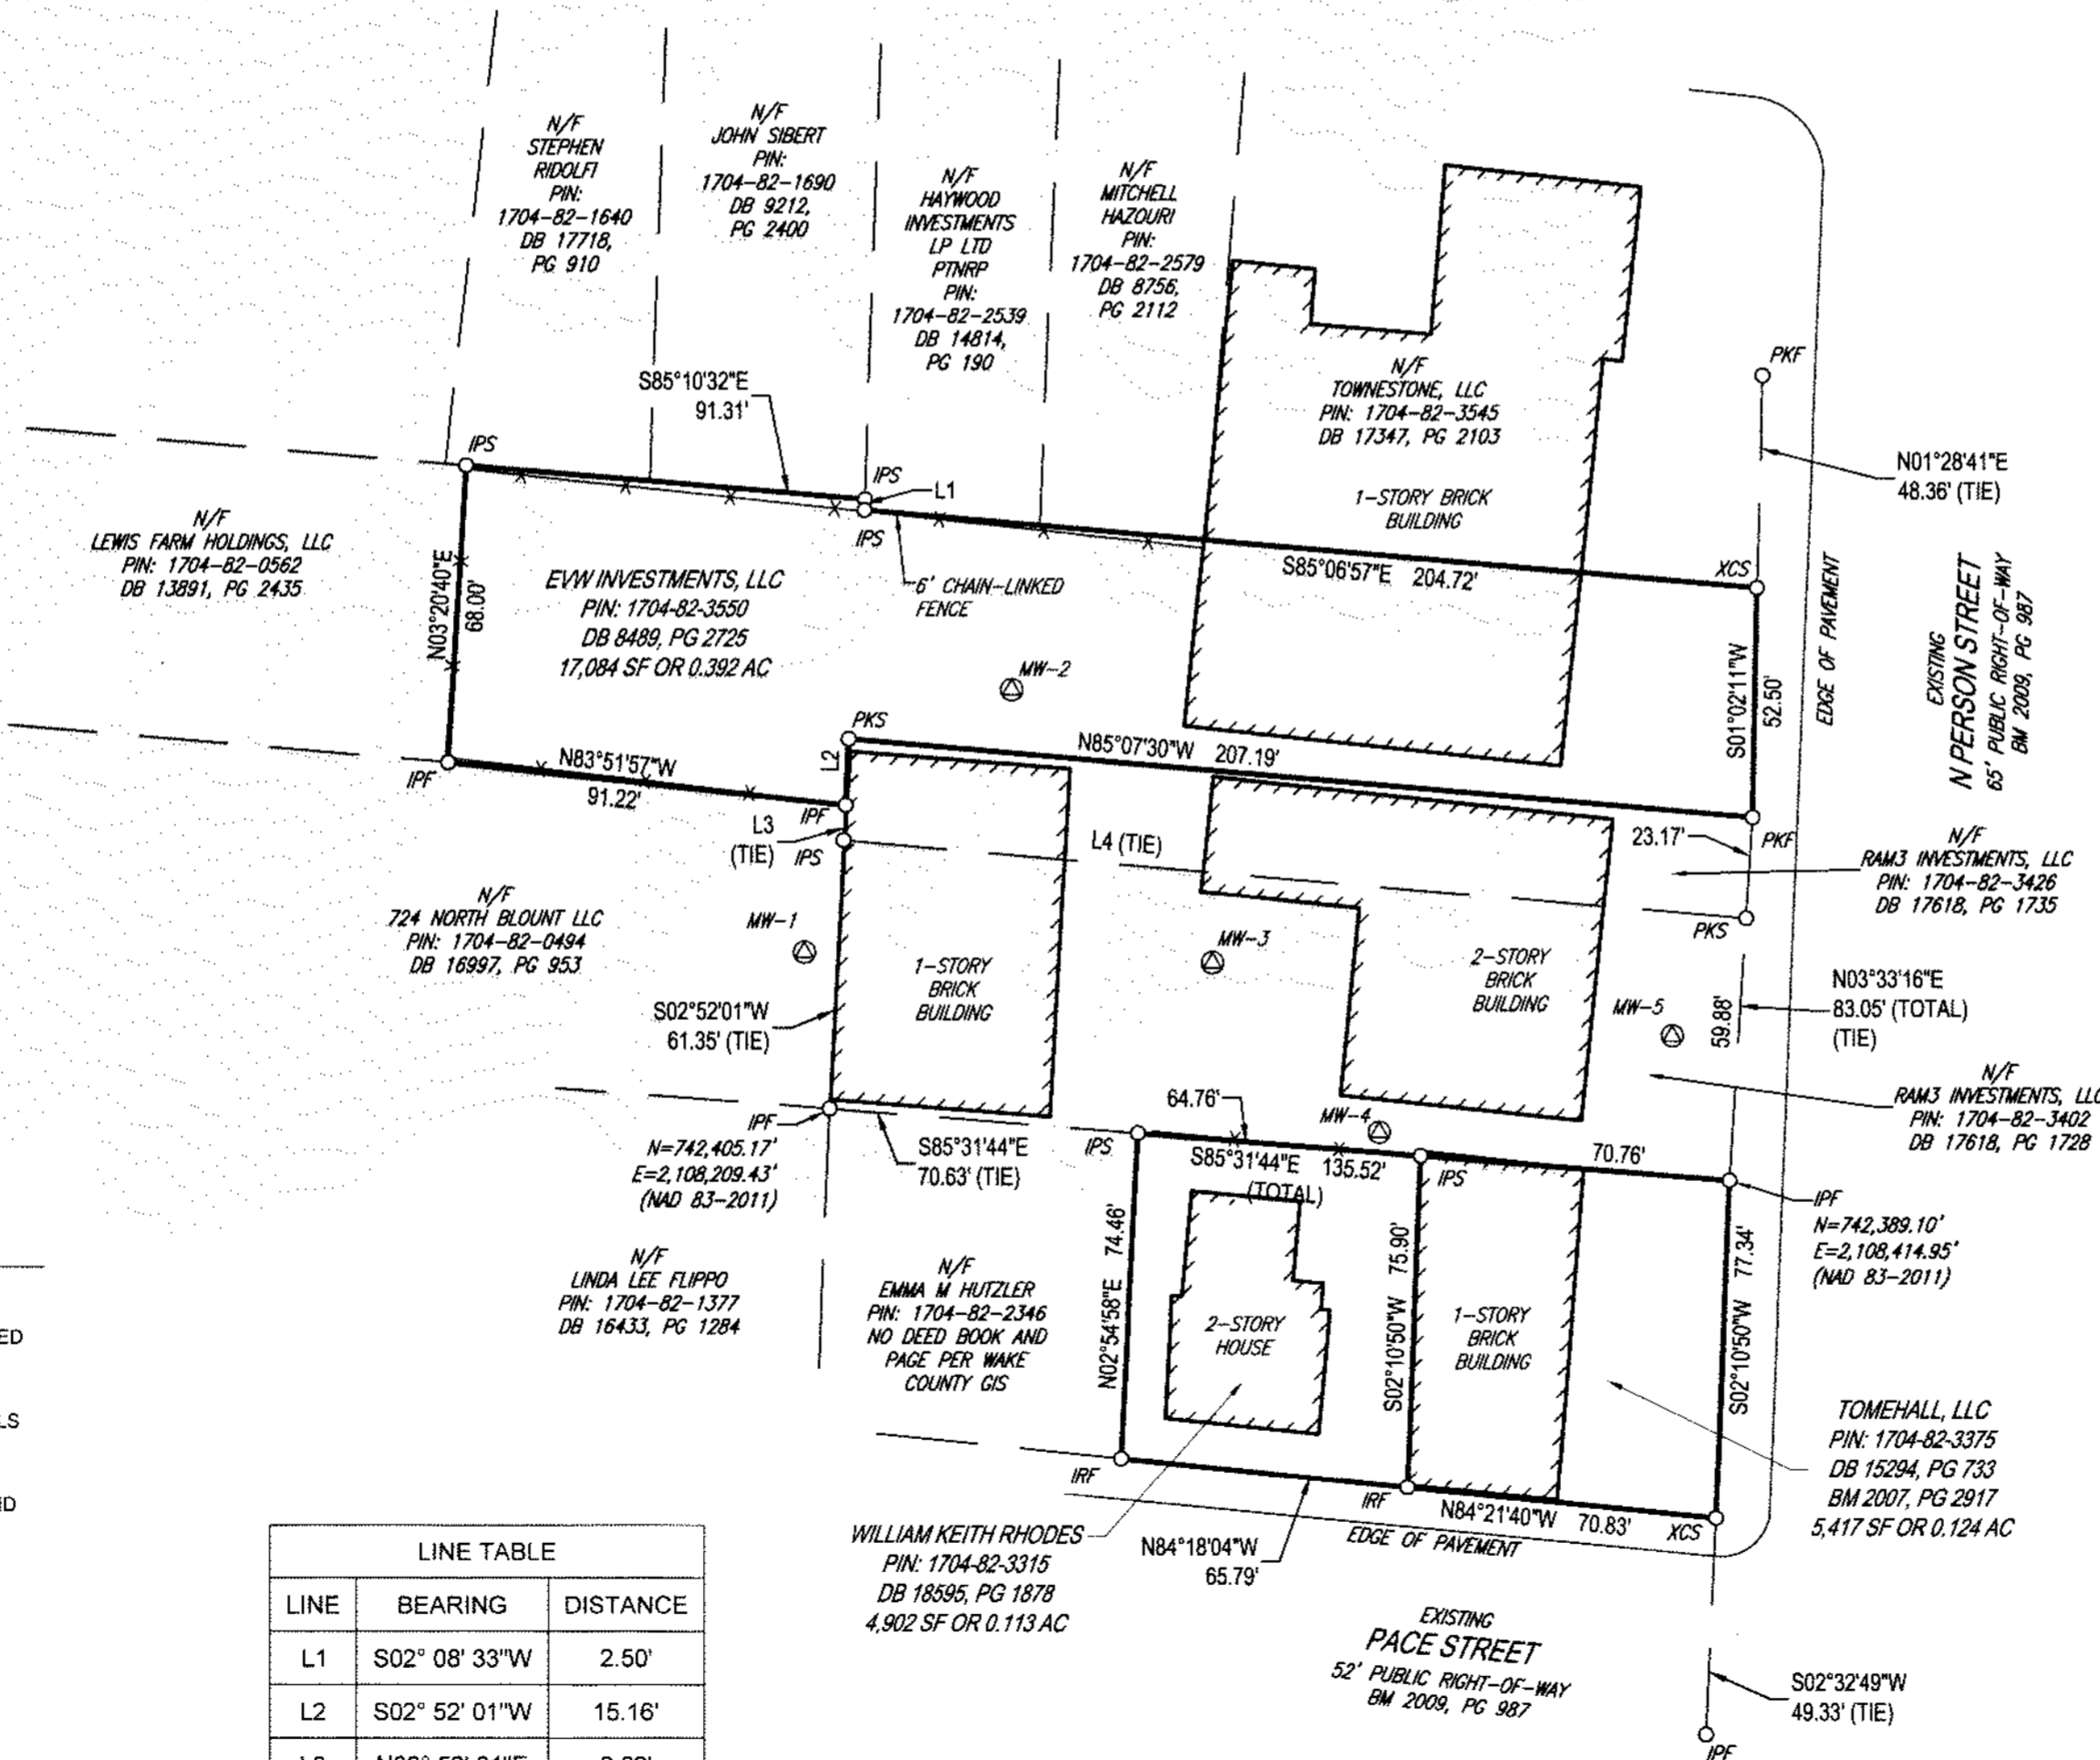 N/F
STEPHEN
RIDOLFI
PIN:
1704-82-1640
DB 17718,
PG 910
N/F
JOHN SIBERT
PIN:
1704-82-1690
DB 9212,
PG 2400
N/F
HAYWOOD
INVESTMENTS
LP LTD
PTNRP
PIN:
1704-82-2539
DB 14814,
PG 190
N/F
MITCHELL
HAZOURI
PIN:
1704-82-2579
DB 8756,
PG 2112
N/F
TOWNESTONE, LLC
PIN: 1704-82-3545
DB 17347, PG 2103
1-STORY BRICK
BUILDING
PKF
N01°28'41"E
48.36' (TIE)
S85°10'32"E
91.31'
IPS
IPS
L1
IPS
6' CHAIN-LINKED
FENCE
S85°06'57"E 204.72'
XCS
EDGE OF PAVEMENT
EXISTING
N PERSON STREET
65' PUBLIC RIGHT-OF-WAY
BM 2009, PG 987
N/F
LEWIS FARM HOLDINGS, LLC
PIN: 1704-82-0562
DB 13891, PG 2435
N03°20'40"E
68.00'
EVW INVESTMENTS, LLC
PIN: 1704-82-3550
DB 8489, PG 2725
17,084 SF OR 0.392 AC
MW-2
S01°02'11"W
52.50'
PKS
L2
N85°07'30"W 207.19'
IPF
N83°51'57"W
91.22'
IPF
L3
(TIE)
IPS
L4 (TIE)
23.17'
PKF
N/F
RAM3 INVESTMENTS, LLC
PIN: 1704-82-3426
DB 17618, PG 1735
PKS
N/F
724 NORTH BLOUNT LLC
PIN: 1704-82-0494
DB 16997, PG 953
MW-1
1-STORY
BRICK
BUILDING
MW-3
2-STORY
BRICK
BUILDING
MW-5
59.88'
N03°33'16"E
83.05' (TOTAL)
(TIE)
S02°52'01"W
61.35' (TIE)
N/F
RAM3 INVESTMENTS, LLC
PIN: 1704-82-3402
DB 17618, PG 1728
IPF
N=742,405.17'
E=2,108,209.43'
(NAD 83-2011)
S85°31'44"E
70.63' (TIE)
IPS
64.76'
MW-4
S85°31'44"E 135.52'
(TOTAL)
IPS
70.76'
IPF
N=742,389.10'
E=2,108,414.95'
(NAD 83-2011)
N/F
LINDA LEE FLIPPO
PIN: 1704-82-1377
DB 16433, PG 1284
N/F
EMMA M HUTZLER
PIN: 1704-82-2346
NO DEED BOOK AND
PAGE PER WAKE
COUNTY GIS
N02°54'58"E 74.46'
2-STORY
HOUSE
S02°10'50"W 75.90'
1-STORY
BRICK
BUILDING
S02°10'50"W 77.34'
TOMEHALL, LLC
PIN: 1704-82-3375
DB 15294, PG 733
BM 2007, PG 2917
5,417 SF OR 0.124 AC
IRF
IRF
N84°21'40"W 70.83'
XCS
EDGE OF PAVEMENT
WILLIAM KEITH RHODES
PIN: 1704-82-3315
DB 18595, PG 1878
4,902 SF OR 0.113 AC
N84°18'04"W
65.79'
EXISTING
PACE STREET
52' PUBLIC RIGHT-OF-WAY
BM 2009, PG 987
S02°32'49"W
49.33' (TIE)
IPF
ED
LS
ID
LINE TABLE
LINE BEARING DISTANCE
L1 S02° 08' 33"W 2.50'
L2 S02° 52' 01"W 15.16'